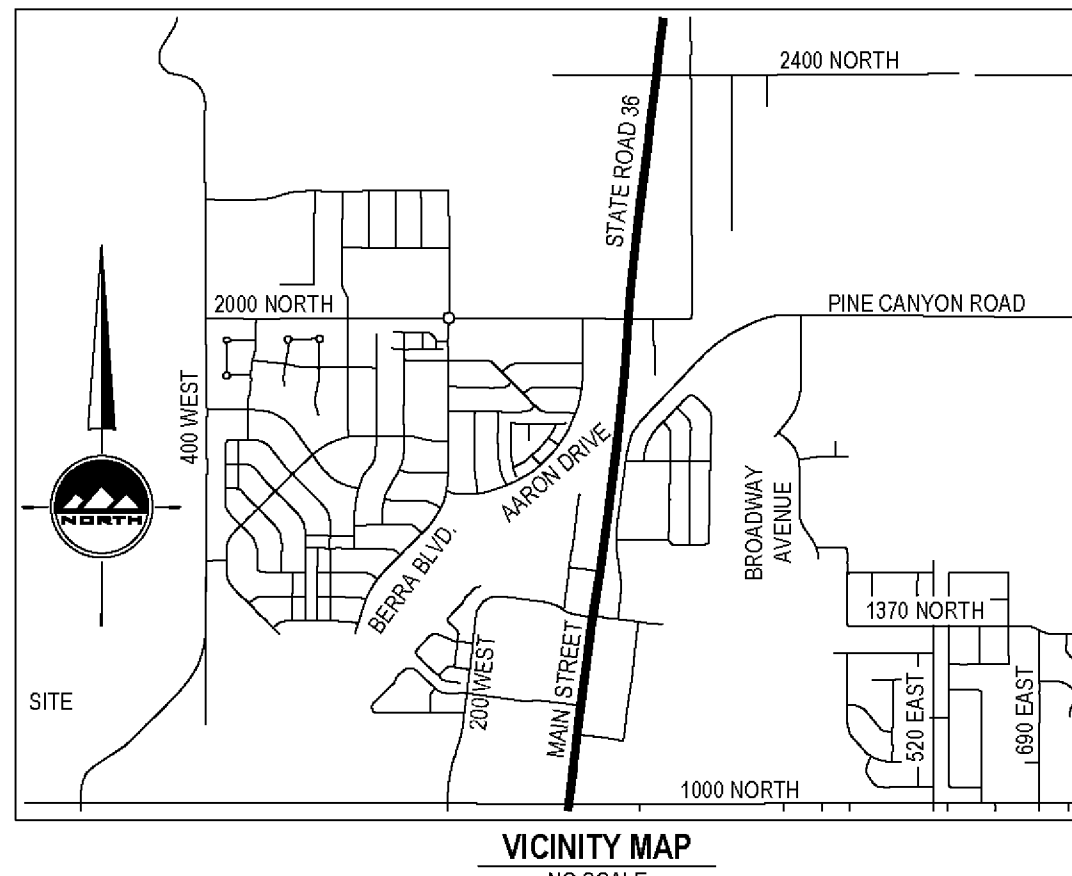 2400 NORTH
STATE ROAD 36
2000 NORTH
PINE CANYON ROAD
400 WEST
AARON DRIVE
BROADWAY
AVENUE
NORTH
BERRA BLVD.
1370 NORTH
200 WEST
MAIN STREET
SITE
520 EAST
690 EAST
1000 NORTH
VICINITY MAP
NO SCALE